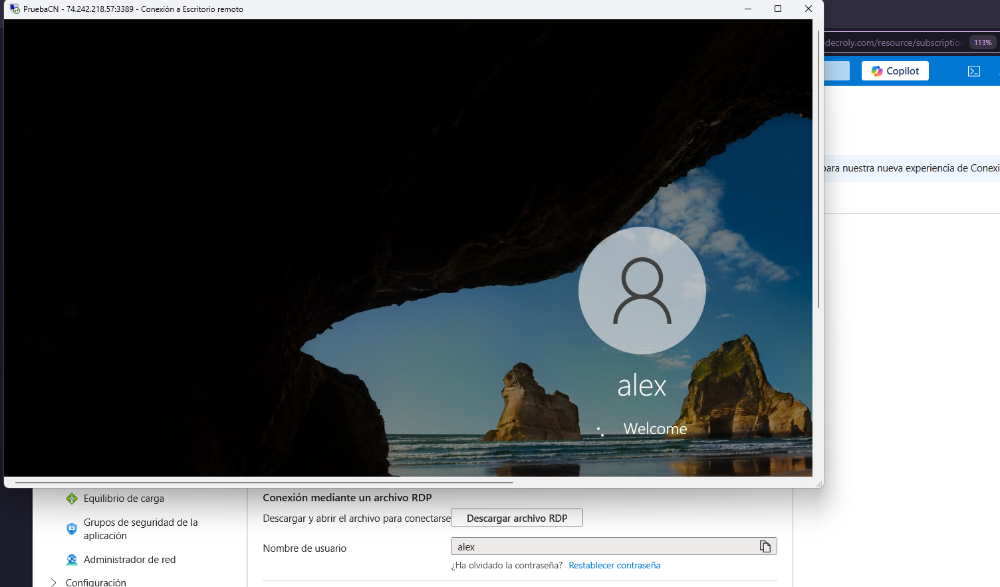 PruebaCN - 74.242.218.57:3389 - Conexión a Escritorio remoto
decroly.com/resource/subscription
113%
Copilot
para nuestra nueva experiencia de Conexi
alex
Welcome
Equilibrio de carga
Grupos de seguridad de la
aplicación
Administrador de red
Configuración
Conexión mediante un archivo RDP
Descargar y abrir el archivo para conectarse
Descargar archivo RDP
Nombre de usuario
alex
¿Ha olvidado la contraseña? Restablecer contraseña